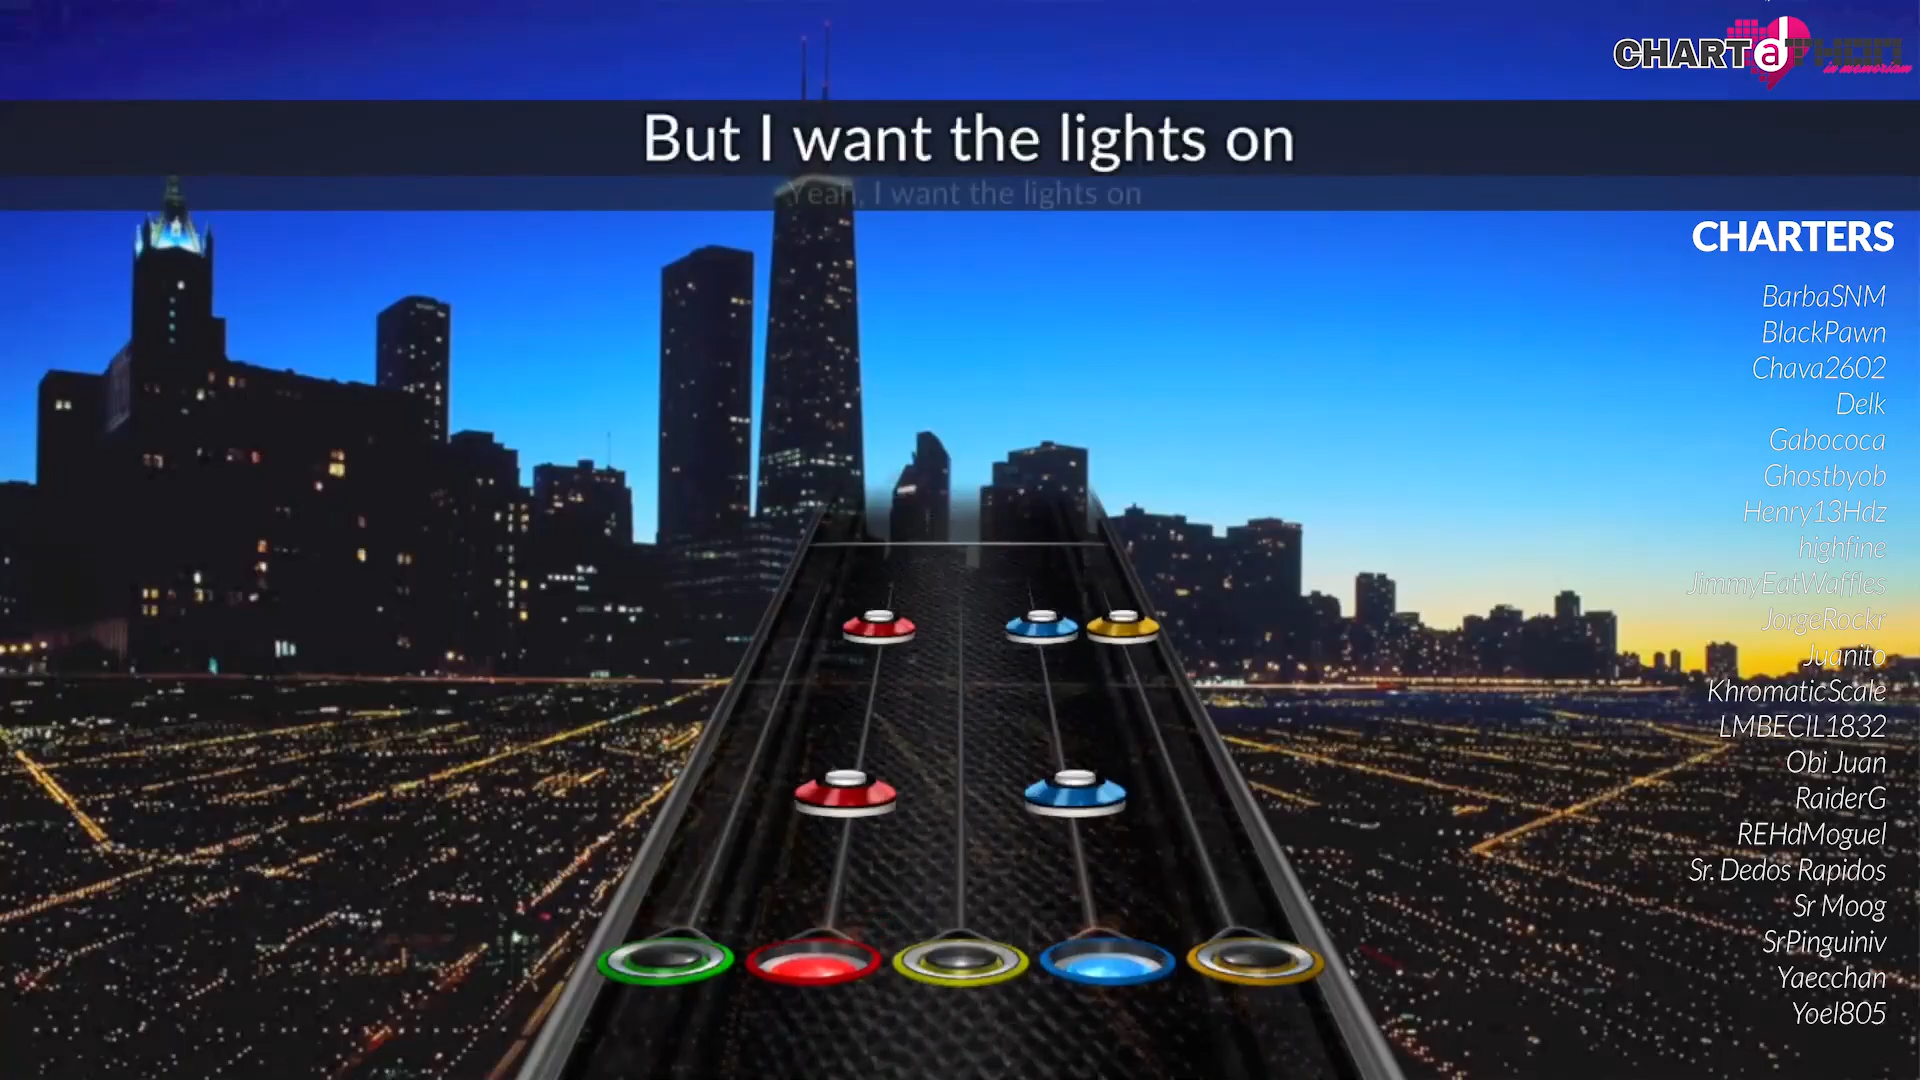 CHARTaTHON
in memoriam
But I want the lights on
Yeah, I want the lights on
CHARTERS
BarbaSNM
BlackPawn
Chava2602
Delk
Gabococa
Ghostbyob
Henry13Hdz
highfine
JimmyEatWaffles
JorgeRockr
Juanito
KhromaticScale
LMBECIL1832
Obi Juan
RaiderG
REHdMoguel
Sr. Dedos Rapidos
Sr Moog
SrPinguiniv
Yaecchan
Yoel805